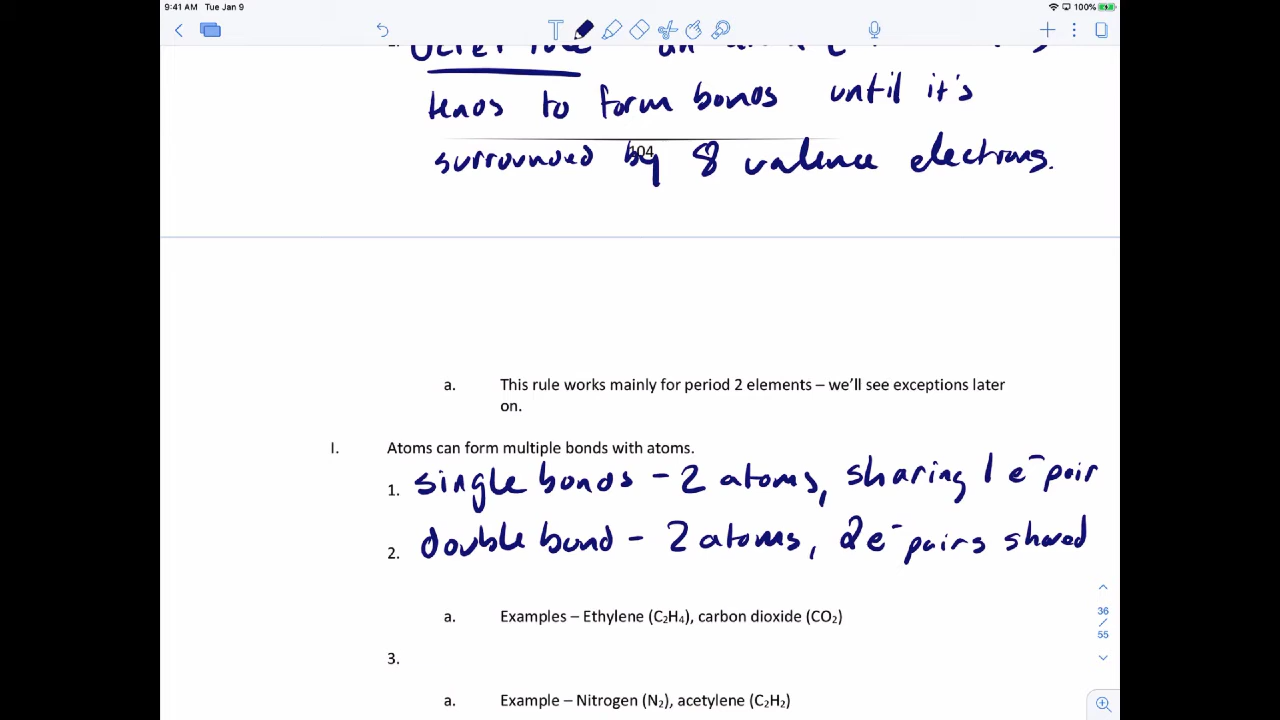 9:41 AM Tue Jan 9
100%
T
tends to form bonds until it's
104
surrounded by 8 valence electrons.
a. This rule works mainly for period 2 elements – we'll see exceptions later
on.
I. Atoms can form multiple bonds with atoms.
1. single bonds - 2 atoms, sharing 1 e⁻ pair
2. double bond - 2 atoms, 2e⁻ pairs shared
a. Examples – Ethylene (C₂H₄), carbon dioxide (CO₂)
36
/
55
3.
a. Example – Nitrogen (N₂), acetylene (C₂H₂)